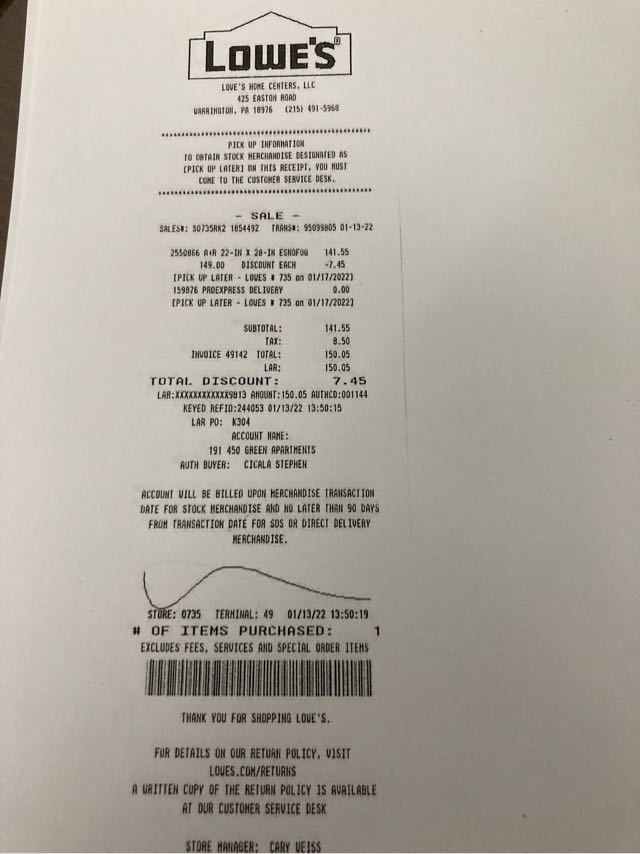 LOWE'S
LOWE'S HOME CENTERS, LLC
425 EASTON ROAD
WARRINGTON, PA 18976 (215) 491-5960
PICK UP INFORMATION
TO OBTAIN STOCK MERCHANDISE DESIGNATED AS
[PICK UP LATER] ON THIS RECEIPT, YOU MUST
COME TO THE CUSTOMER SERVICE DESK.
- SALE -
SALES#: S0735RK2 1854492 TRANS#: 95099805 01-13-22
2550866 A+R 22-IN X 28-IN ESNOFOG 141.55
149.00 DISCOUNT EACH -7.45
[PICK UP LATER - LOWES # 735 on 01/17/2022]
159876 PROEXPRESS DELIVERY 0.00
[PICK UP LATER - LOWES # 735 on 01/17/2022]
SUBTOTAL: 141.55
TAX: 8.50
INVOICE 49142 TOTAL: 150.05
LAR: 150.05
TOTAL DISCOUNT: 7.45
LAR:XXXXXXXXXXXX9813 AMOUNT:150.05 AUTHCD:001144
KEYED REFID:244053 01/13/22 13:50:15
LAR PO: K304
ACCOUNT NAME:
191 450 GREEN APARTMENTS
AUTH BUYER: CICALA STEPHEN
ACCOUNT WILL BE BILLED UPON MERCHANDISE TRANSACTION
DATE FOR STOCK MERCHANDISE AND NO LATER THAN 90 DAYS
FROM TRANSACTION DATE FOR SOS OR DIRECT DELIVERY
MERCHANDISE.
STORE: 0735 TERMINAL: 49 01/13/22 13:50:19
# OF ITEMS PURCHASED: 1
EXCLUDES FEES, SERVICES AND SPECIAL ORDER ITEMS
THANK YOU FOR SHOPPING LOWE'S.
FOR DETAILS ON OUR RETURN POLICY, VISIT
LOWES.COM/RETURNS
A WRITTEN COPY OF THE RETURN POLICY IS AVAILABLE
AT OUR CUSTOMER SERVICE DESK
STORE MANAGER: CARY WEISS